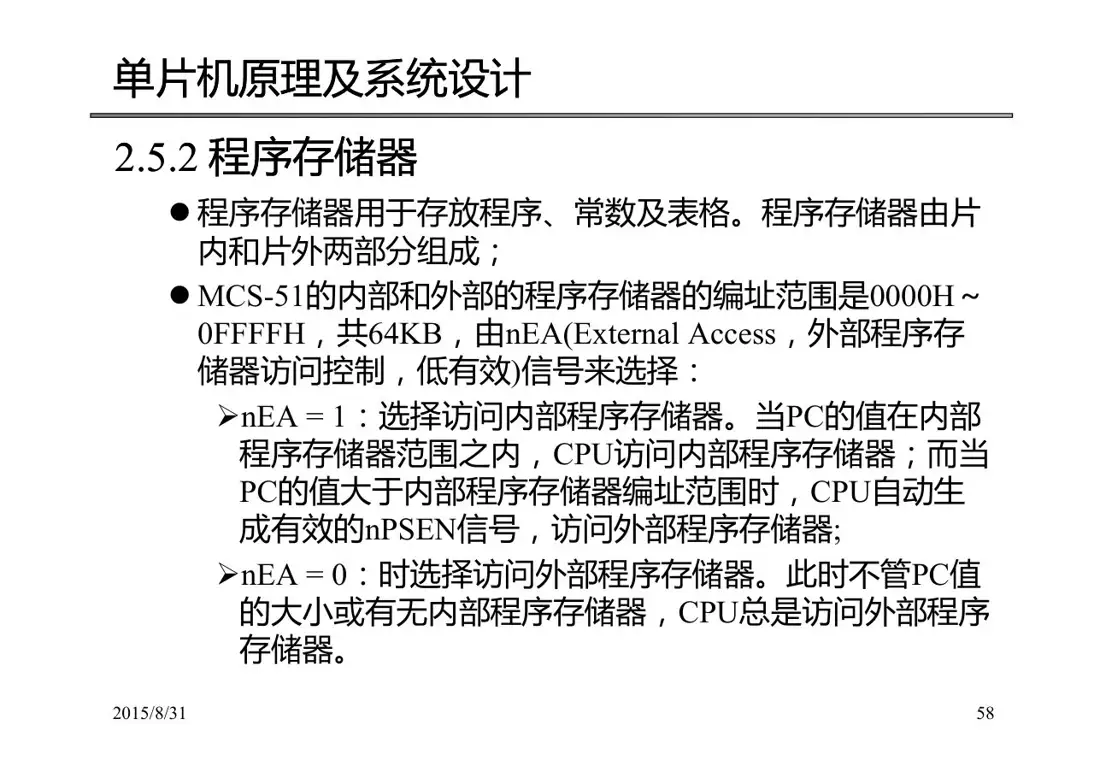 单片机原理及系统设计
2.5.2 程序存储器
●程序存储器用于存放程序、常数及表格。程序存储器由片
内和片外两部分组成；
●MCS-51的内部和外部的程序存储器的编址范围是0000H～
0FFFFH，共64KB，由nEA(External Access，外部程序存
储器访问控制，低有效)信号来选择：
➢nEA = 1：选择访问内部程序存储器。当PC的值在内部
程序存储器范围之内，CPU访问内部程序存储器；而当
PC的值大于内部程序存储器编址范围时，CPU自动生
成有效的nPSEN信号，访问外部程序存储器;
➢nEA = 0：时选择访问外部程序存储器。此时不管PC值
的大小或有无内部程序存储器，CPU总是访问外部程序
存储器。
2015/8/31
58